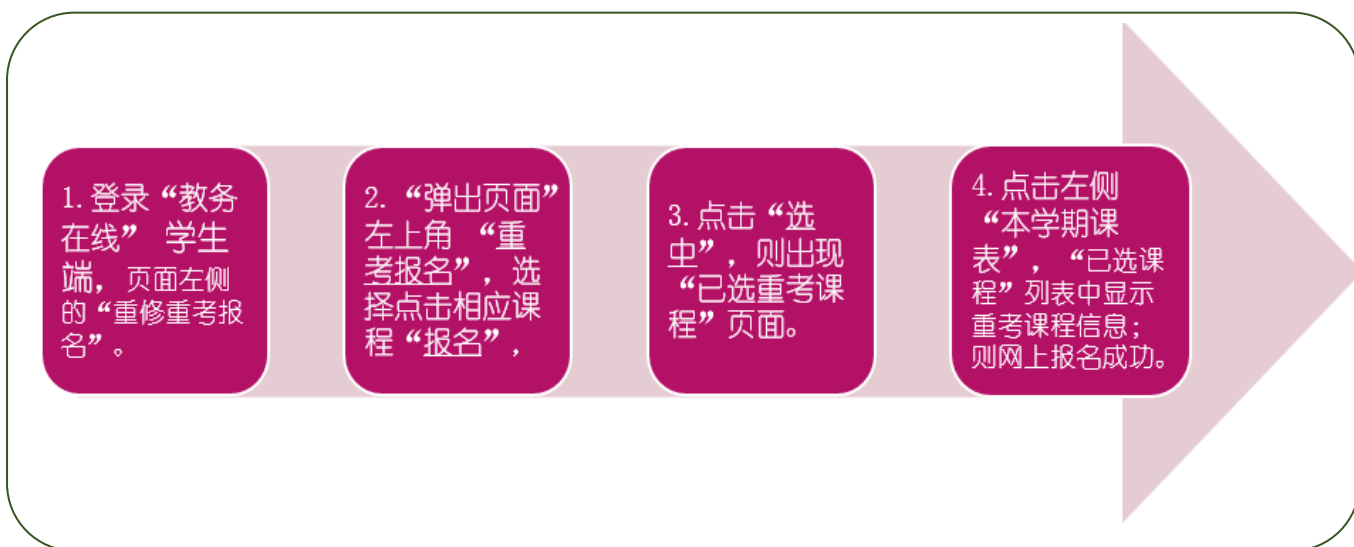 1. 登录“教务
在线” 学生
端，页面左侧
的“重修重考报
名”。
2. “弹出页面”
左上角 “重
考报名”，选
择点击相应课
程“报名”，
3. 点击“选
中”，则出现
“已选重考课
程”页面。
4. 点击左侧
“本学期课
表”，“已选课
程”列表中显示
重考课程信息；
则网上报名成功。